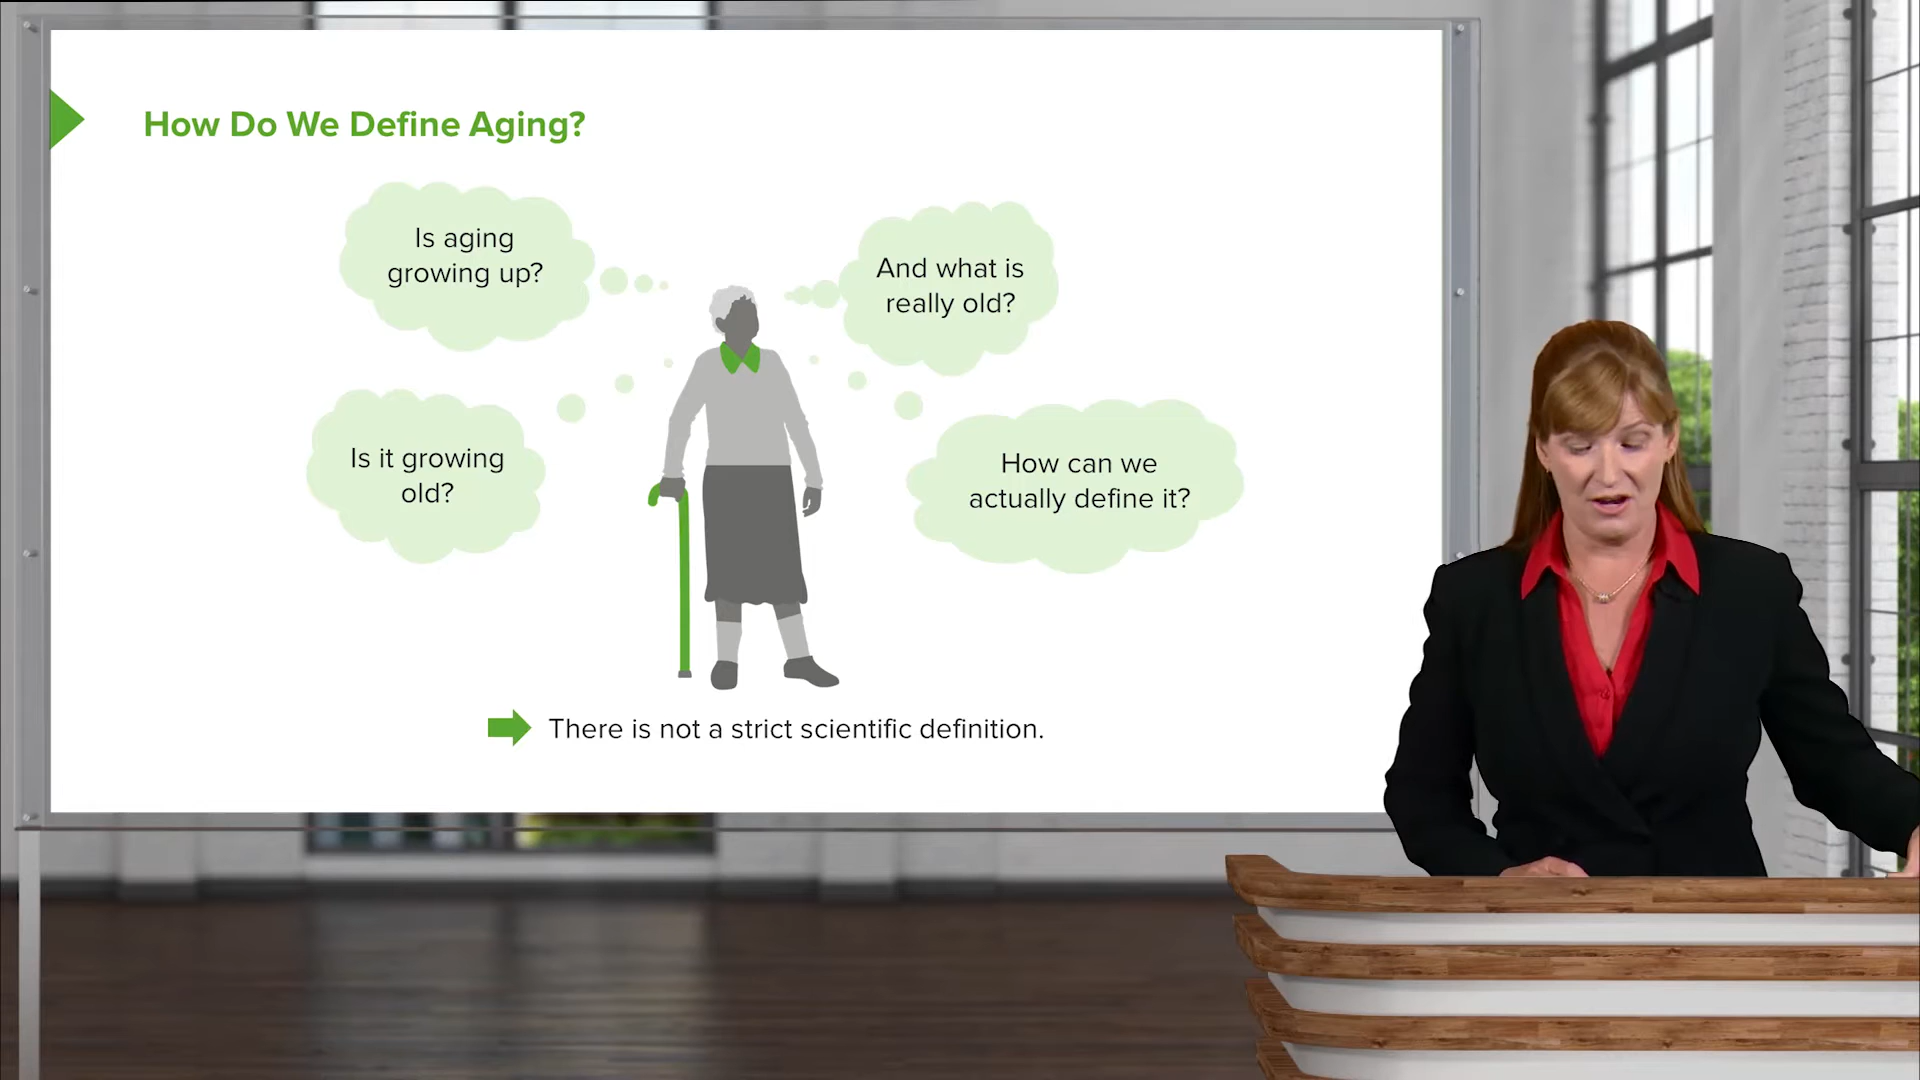 How Do We Define Aging?
Is aging
growing up?
And what is
really old?
Is it growing
old?
How can we
actually define it?
There is not a strict scientific definition.